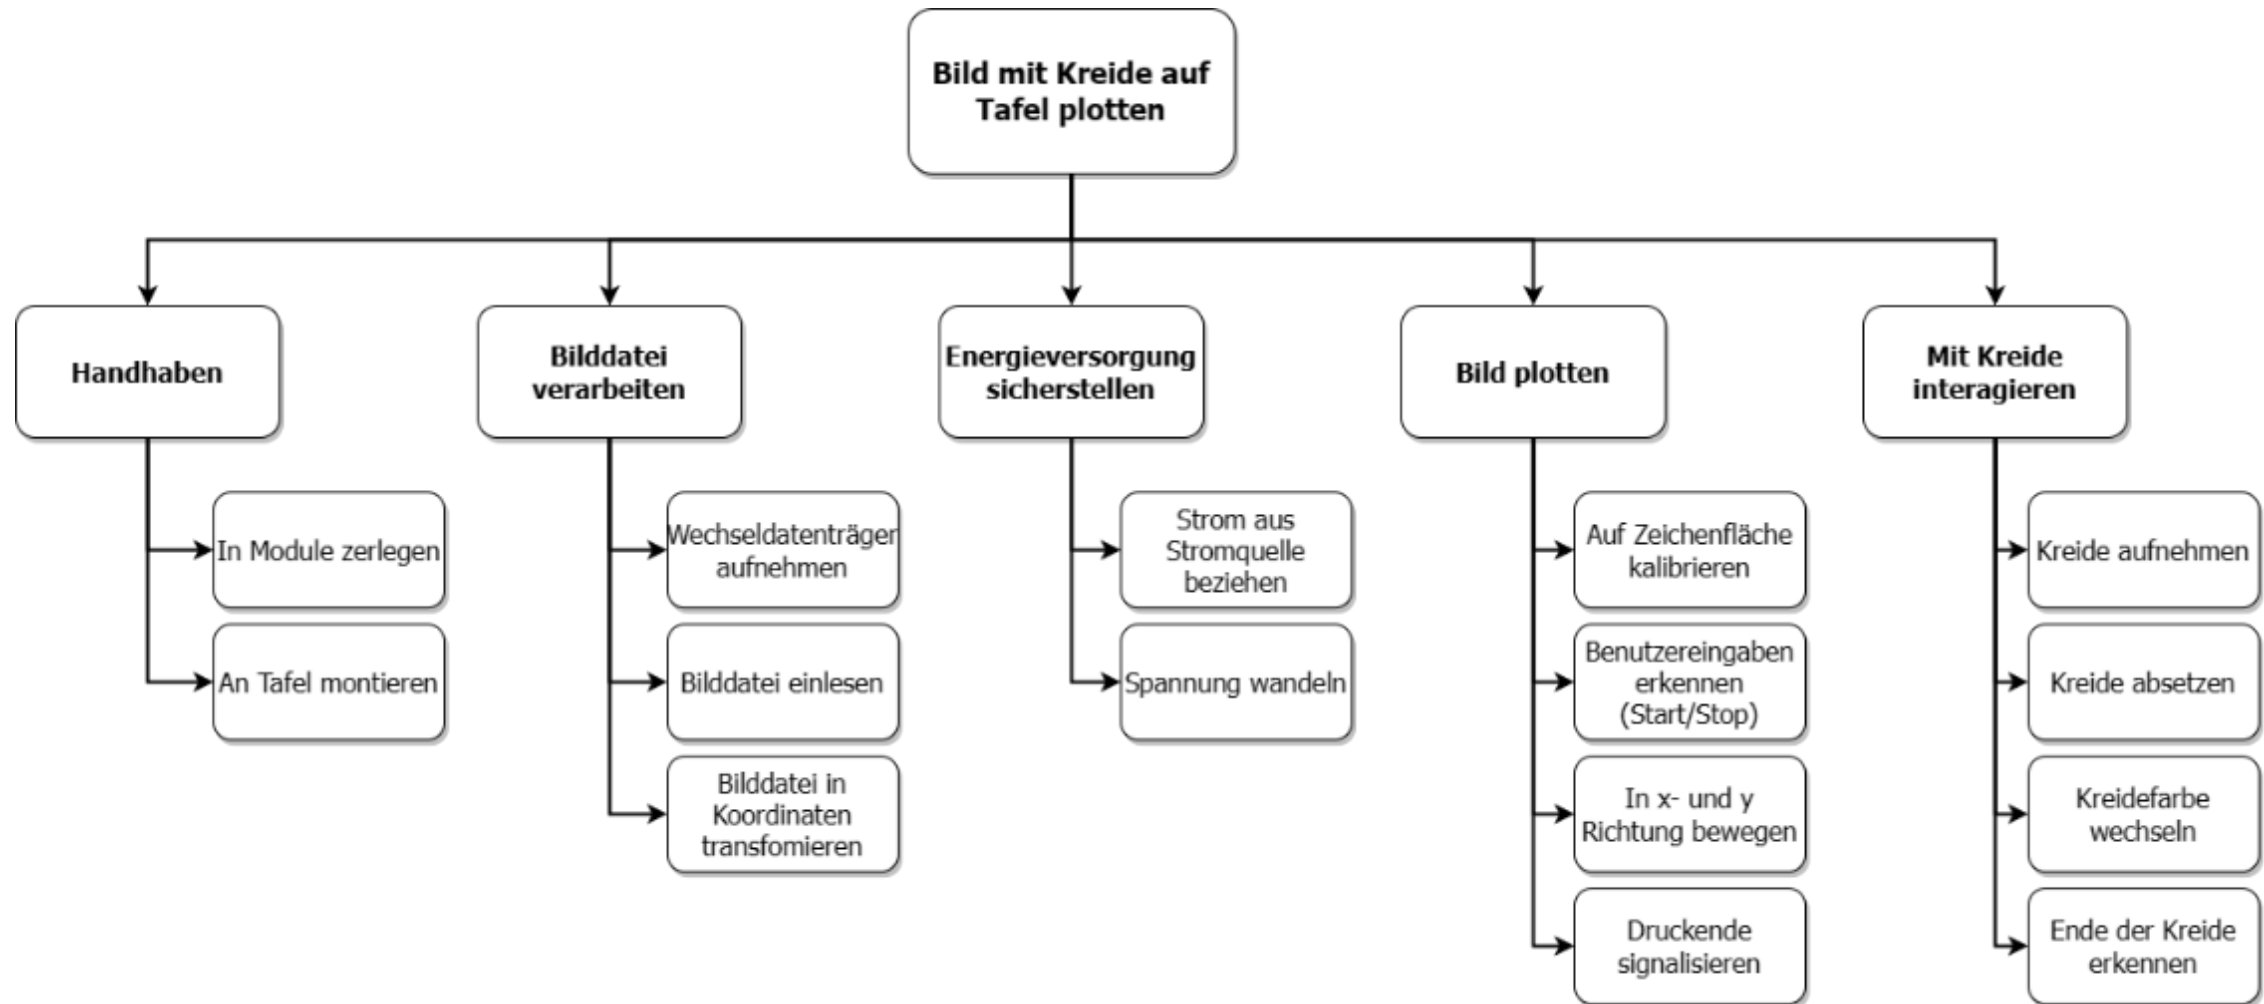 Bild mit Kreide auf
Tafel plotten
Handhaben
Bilddatei
verarbeiten
Energieversorgung
sicherstellen
Bild plotten
Mit Kreide
interagieren
In Module zerlegen
An Tafel montieren
Wechseldatenträger
aufnehmen
Bilddatei einlesen
Bilddatei in
Koordinaten
transfomieren
Strom aus
Stromquelle
beziehen
Spannung wandeln
Auf Zeichenfläche
kalibrieren
Benutzereingaben
erkennen
(Start/Stop)
In x- und y
Richtung bewegen
Druckende
signalisieren
Kreide aufnehmen
Kreide absetzen
Kreidefarbe
wechseln
Ende der Kreide
erkennen